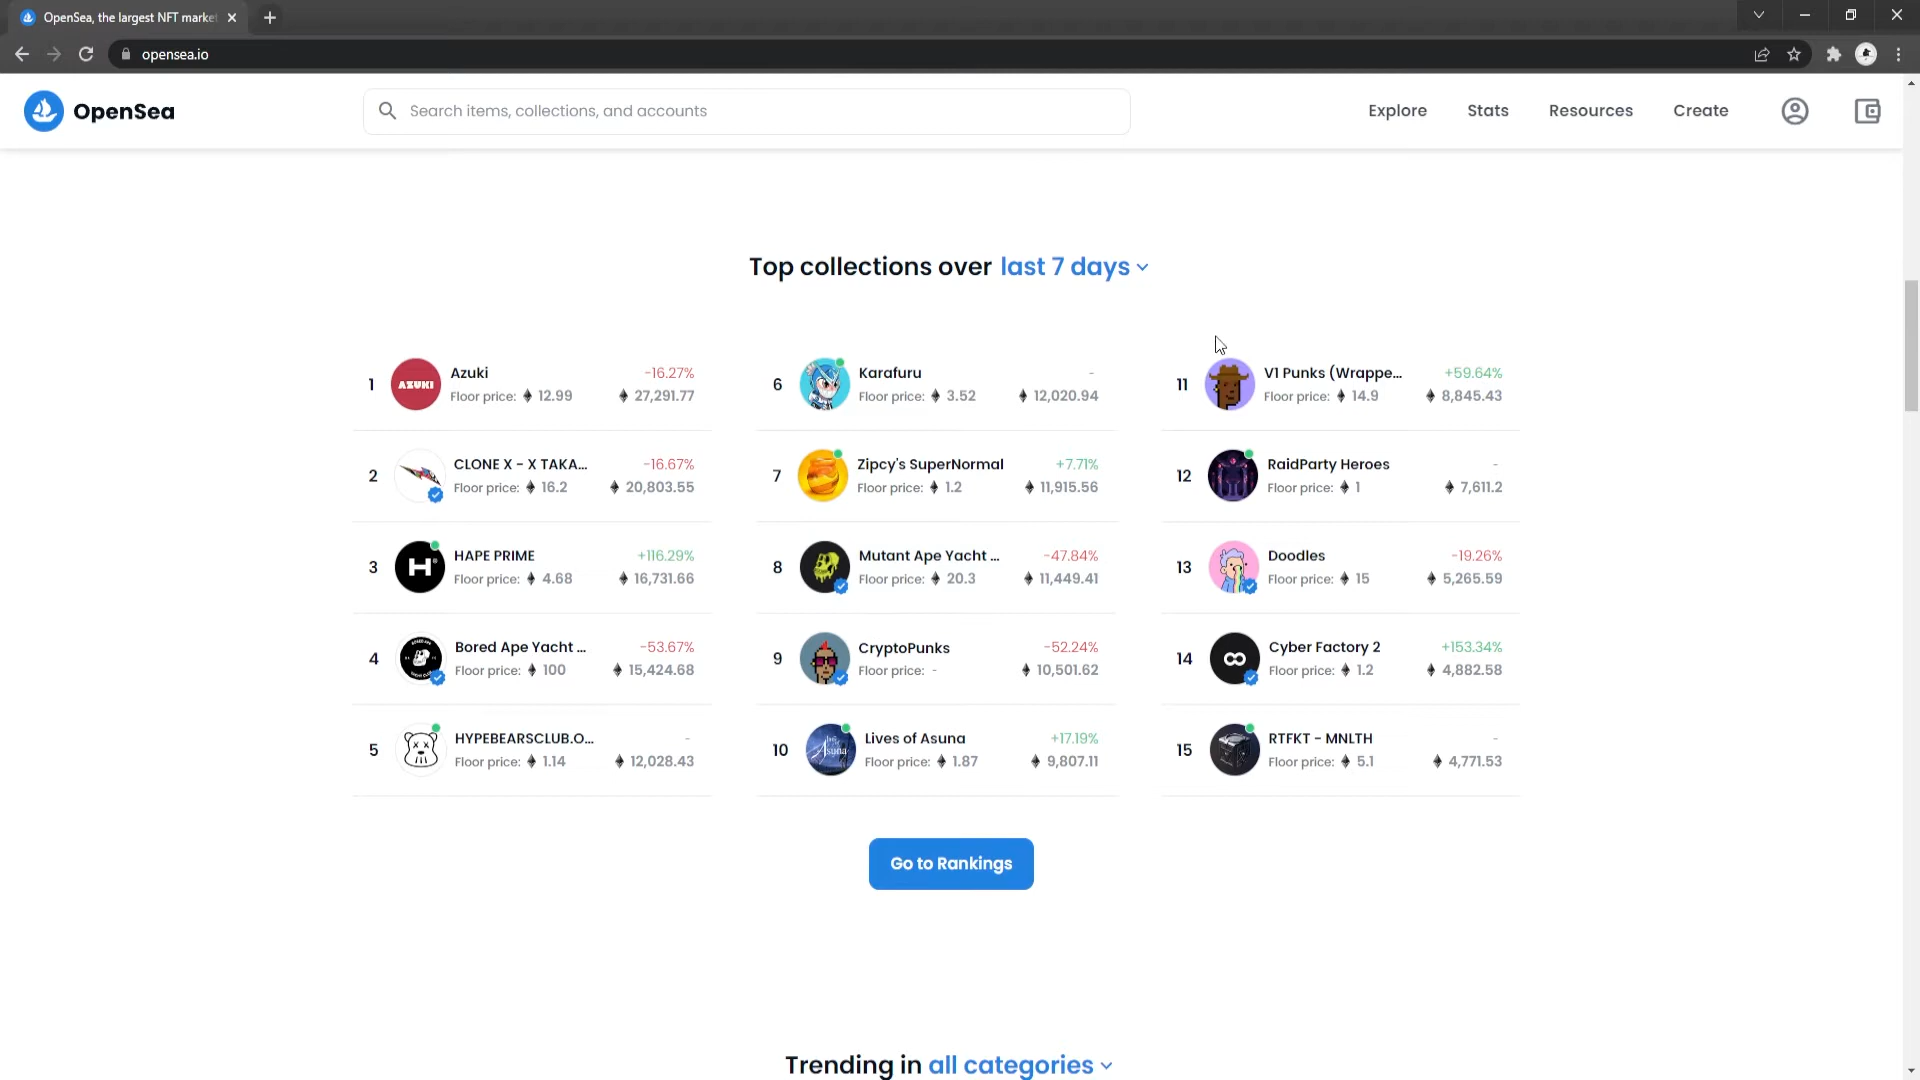 OpenSea, the largest NFT market
opensea.io
OpenSea
Search items, collections, and accounts
Explore
Stats
Resources
Create
Top collections over last 7 days
1
AZUKI
Azuki
-16.27%
Floor price: 12.99
27,291.77
2
CLONE X - X TAKA...
-16.67%
Floor price: 16.2
20,803.55
3
H
HAPE PRIME
+116.29%
Floor price: 4.68
16,731.66
4
Bored Ape Yacht ...
-53.67%
Floor price: 100
15,424.68
5
HYPEBEARSCLUB.O...
-
Floor price: 1.14
12,028.43
6
Karafuru
-
Floor price: 3.52
12,020.94
7
Zipcy's SuperNormal
+7.71%
Floor price: 1.2
11,915.56
8
Mutant Ape Yacht ...
-47.84%
Floor price: 20.3
11,449.41
9
CryptoPunks
-52.24%
Floor price: -
10,501.62
10
Asuna
Lives of Asuna
+17.19%
Floor price: 1.87
9,807.11
11
V1 Punks (Wrappe...
+59.64%
Floor price: 14.9
8,845.43
12
RaidParty Heroes
-
Floor price: 1
7,611.2
13
Doodles
-19.26%
Floor price: 15
5,265.59
14
Cyber Factory 2
+153.34%
Floor price: 1.2
4,882.58
15
RTFKT - MNLTH
-
Floor price: 5.1
4,771.53
Go to Rankings
Trending in all categories